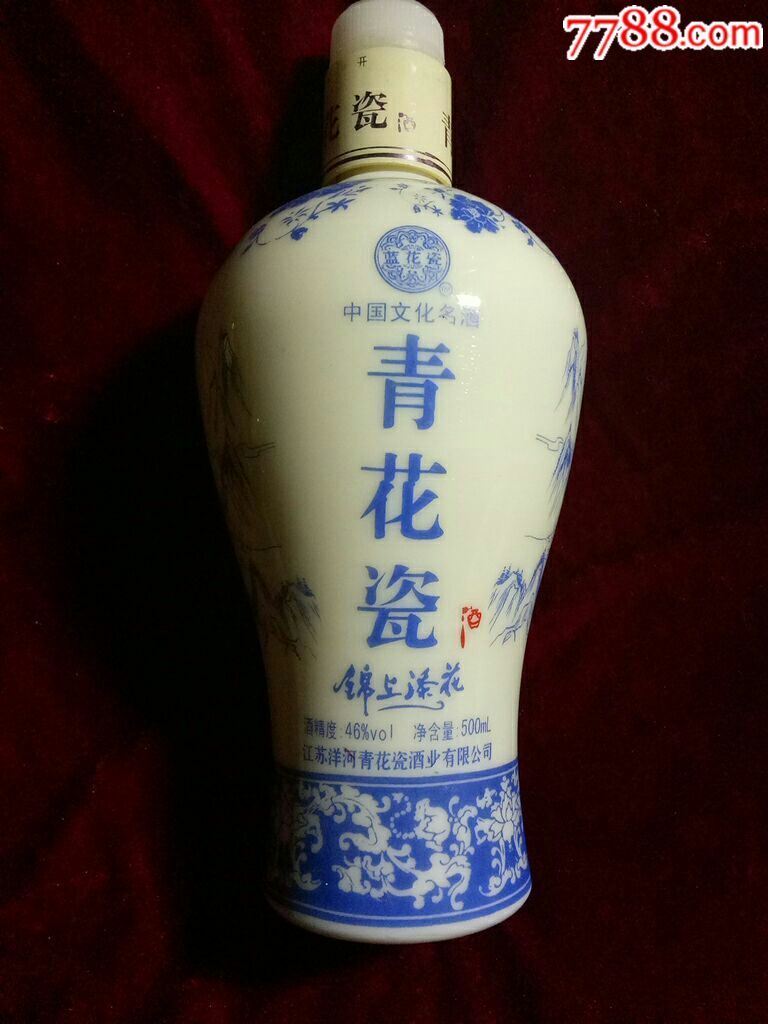 7788.com
开
花瓷酒 青
蓝花瓷
®
中国文化名酒
青花瓷
酒
锦上添花
酒精度:46%vol 净含量:500mL
江苏洋河青花瓷酒业有限公司